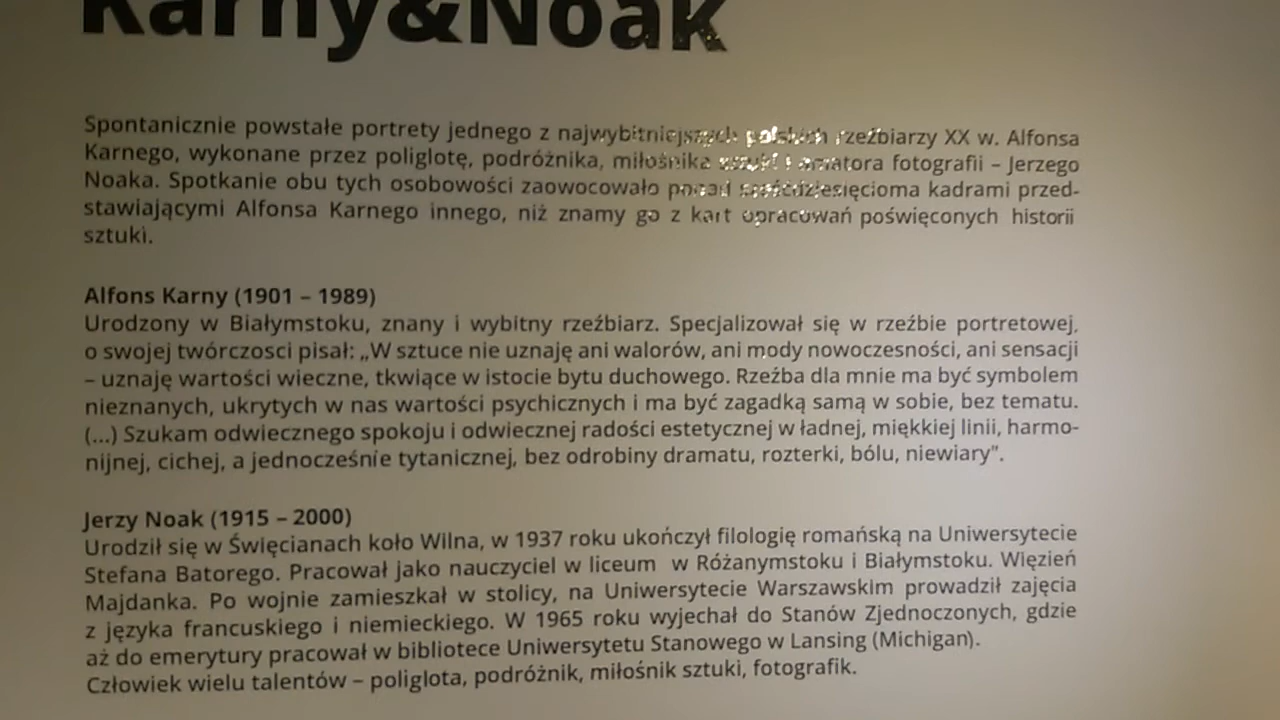 Karny&Noak
Spontanicznie powstałe portrety jednego z najwybitniejszych polskich rzeźbiarzy XX w. Alfonsa
Karnego, wykonane przez poliglotę, podróżnika, miłośnika sztuki i amatora fotografii – Jerzego
Noaka. Spotkanie obu tych osobowości zaowocowało ponad sześćdziesięcioma kadrami przed-
stawiającymi Alfonsa Karnego innego, niż znamy go z kart opracowań poświęconych historii
sztuki.
Alfons Karny (1901 – 1989)
Urodzony w Białymstoku, znany i wybitny rzeźbiarz. Specjalizował się w rzeźbie portretowej,
o swojej twórczosci pisał: „W sztuce nie uznaję ani walorów, ani mody nowoczesności, ani sensacji
– uznaję wartości wieczne, tkwiące w istocie bytu duchowego. Rzeźba dla mnie ma być symbolem
nieznanych, ukrytych w nas wartości psychicznych i ma być zagadką samą w sobie, bez tematu.
(...) Szukam odwiecznego spokoju i odwiecznej radości estetycznej w ładnej, miękkiej linii, harmo-
nijnej, cichej, a jednocześnie tytanicznej, bez odrobiny dramatu, rozterki, bólu, niewiary".
Jerzy Noak (1915 – 2000)
Urodził się w Święcianach koło Wilna, w 1937 roku ukończył filologię romańską na Uniwersytecie
Stefana Batorego. Pracował jako nauczyciel w liceum w Różanymstoku i Białymstoku. Więzień
Majdanka. Po wojnie zamieszkał w stolicy, na Uniwersytecie Warszawskim prowadził zajęcia
z języka francuskiego i niemieckiego. W 1965 roku wyjechał do Stanów Zjednoczonych, gdzie
aż do emerytury pracował w bibliotece Uniwersytetu Stanowego w Lansing (Michigan).
Człowiek wielu talentów – poliglota, podróżnik, miłośnik sztuki, fotografik.